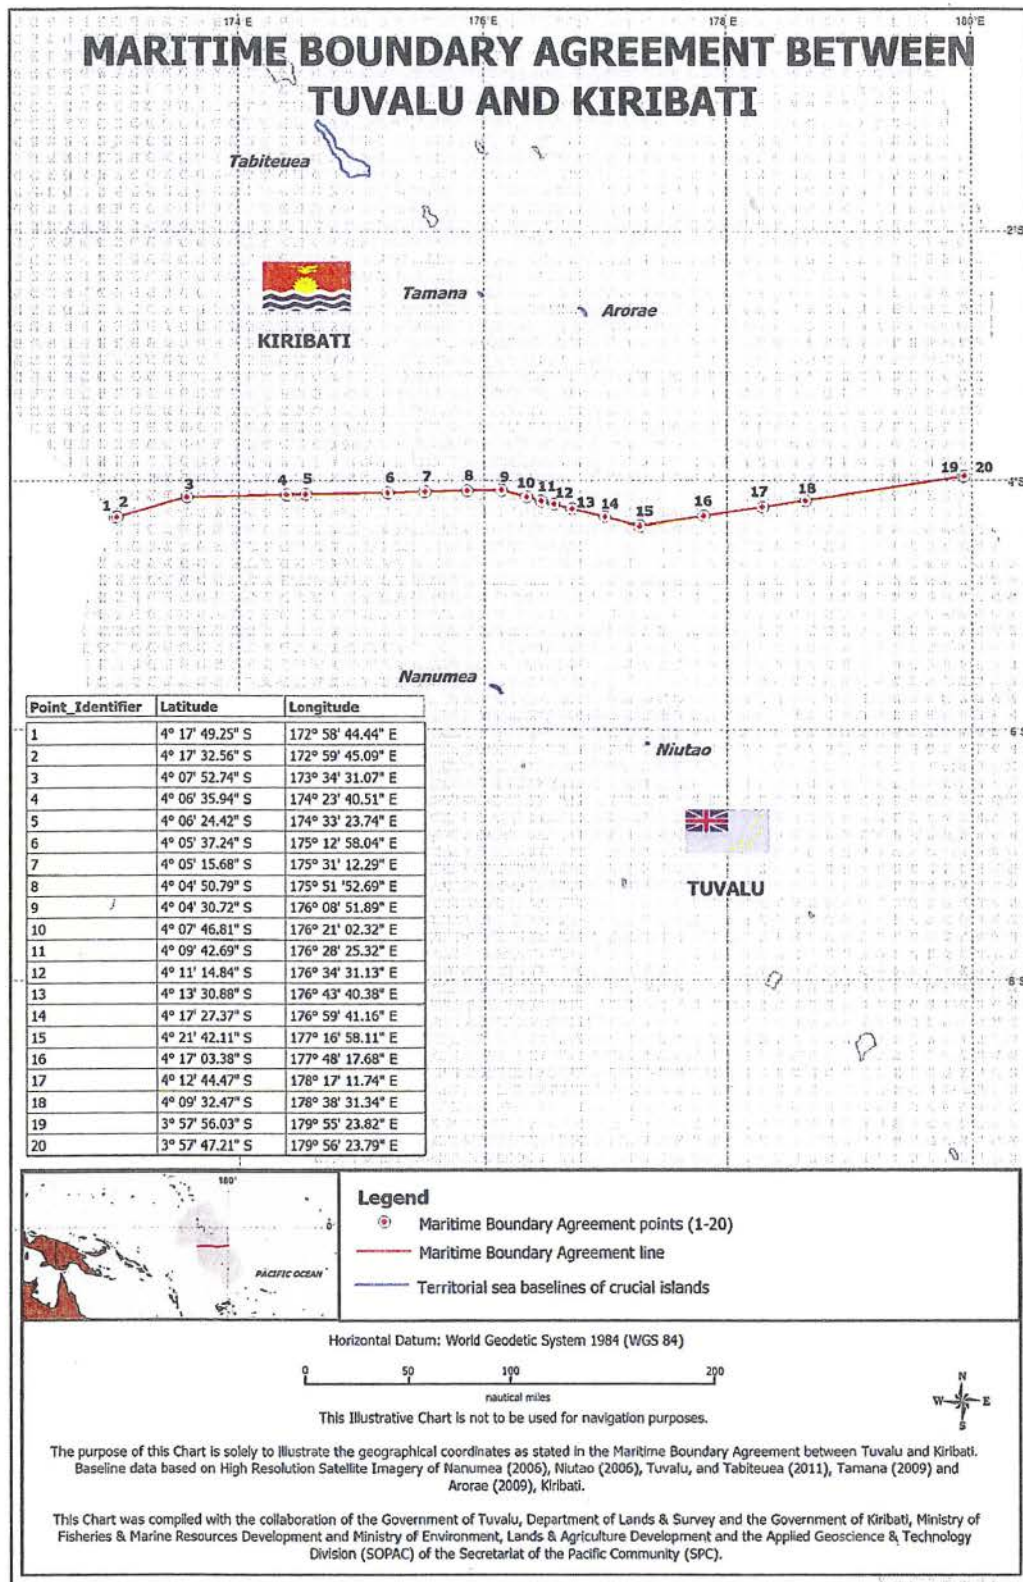 174 E 176°E 178 E 180°E
MARITIME BOUNDARY AGREEMENT BETWEEN
TUVALU AND KIRIBATI
Tabiteuea
2°S
Tamana
Arorae
KIRIBATI
4°S
1 2 3 4 5 6 7 8 9 10 11 12 13 14 15 16 17 18 19 20
Nanumea
6°S
Niutao
TUVALU
8°S
Point_Identifier Latitude Longitude
1 4° 17' 49.25" S 172° 58' 44.44" E
2 4° 17' 32.56" S 172° 59' 45.09" E
3 4° 07' 52.74" S 173° 34' 31.07" E
4 4° 06' 35.94" S 174° 23' 40.51" E
5 4° 06' 24.42" S 174° 33' 23.74" E
6 4° 05' 37.24" S 175° 12' 58.04" E
7 4° 05' 15.68" S 175° 31' 12.29" E
8 4° 04' 50.79" S 175° 51 '52.69" E
9 4° 04' 30.72" S 176° 08' 51.89" E
10 4° 07' 46.81" S 176° 21' 02.32" E
11 4° 09' 42.69" S 176° 28' 25.32" E
12 4° 11' 14.84" S 176° 34' 31.13" E
13 4° 13' 30.88" S 176° 43' 40.38" E
14 4° 17' 27.37" S 176° 59' 41.16" E
15 4° 21' 42.11" S 177° 16' 58.11" E
16 4° 17' 03.38" S 177° 48' 17.68" E
17 4° 12' 44.47" S 178° 17' 11.74" E
18 4° 09' 32.47" S 178° 38' 31.34" E
19 3° 57' 56.03" S 179° 55' 23.82" E
20 3° 57' 47.21" S 179° 56' 23.79" E
180°
0°
PACIFIC OCEAN
Legend
Maritime Boundary Agreement points (1-20)
Maritime Boundary Agreement line
Territorial sea baselines of crucial islands
Horizontal Datum: World Geodetic System 1984 (WGS 84)
0 50 100 200
nautical miles
N
W E
S
This Illustrative Chart is not to be used for navigation purposes.
The purpose of this Chart is solely to illustrate the geographical coordinates as stated in the Maritime Boundary Agreement between Tuvalu and Kiribati.
Baseline data based on High Resolution Satellite Imagery of Nanumea (2006), Niutao (2006), Tuvalu, and Tabiteuea (2011), Tamana (2009) and
Arorae (2009), Kiribati.
This Chart was compiled with the collaboration of the Government of Tuvalu, Department of Lands & Survey and the Government of Kiribati, Ministry of
Fisheries & Marine Resources Development and Ministry of Environment, Lands & Agriculture Development and the Applied Geoscience & Technology
Division (SOPAC) of the Secretariat of the Pacific Community (SPC).